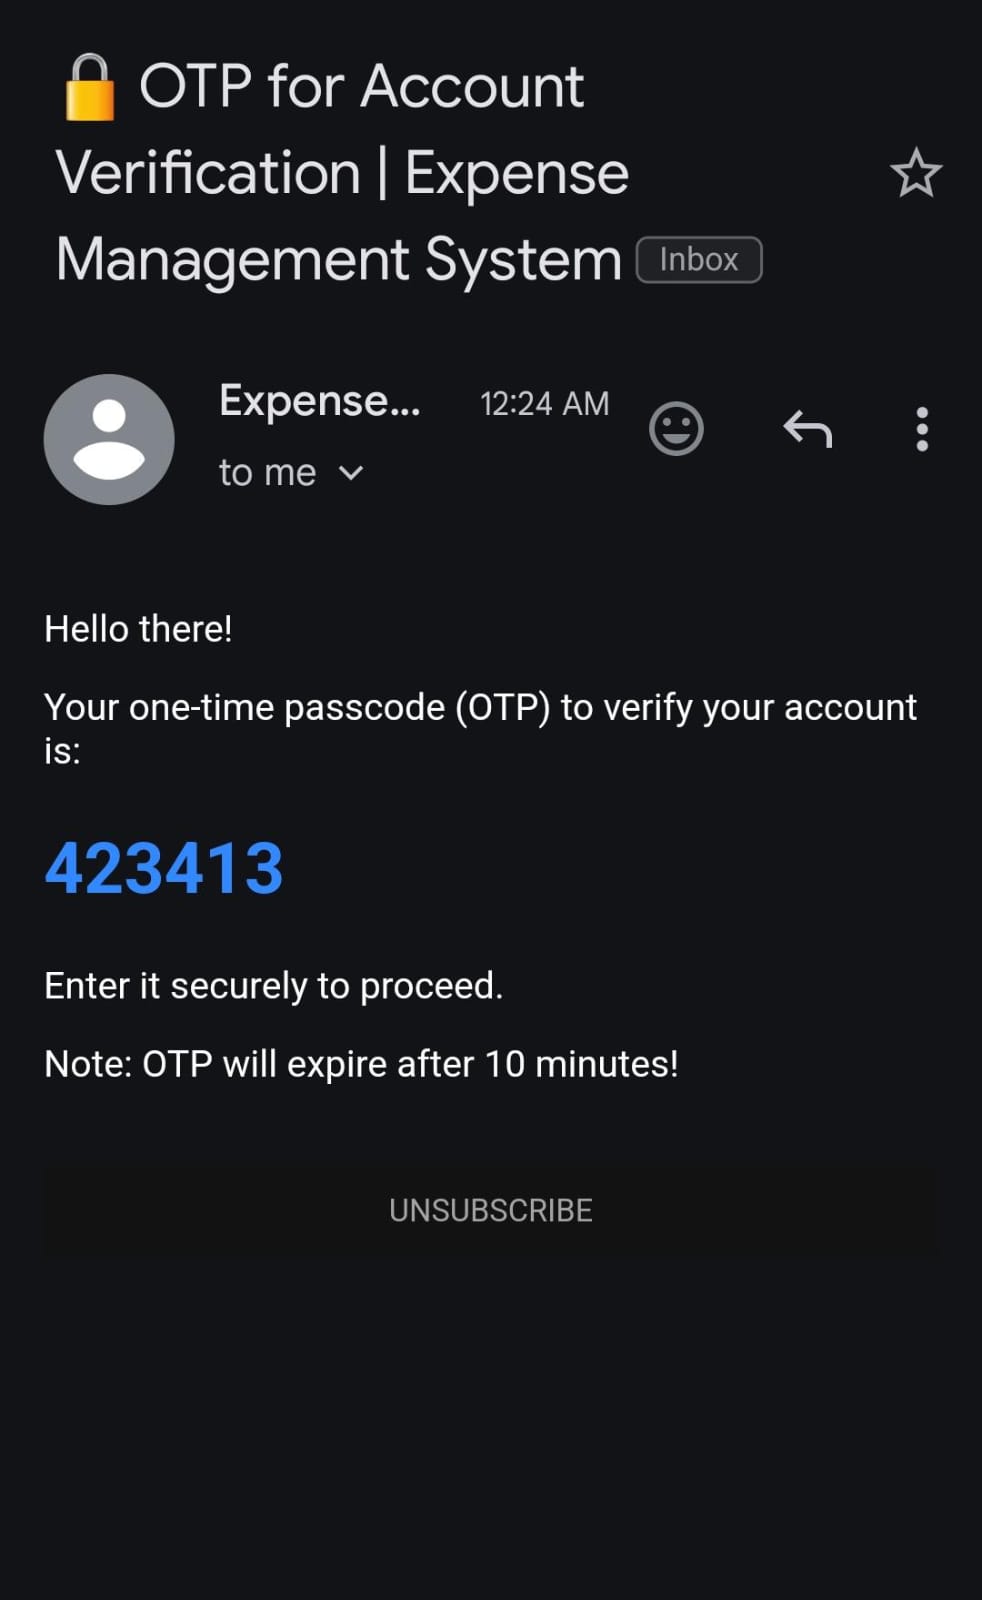 🔒 OTP for Account
Verification | Expense
Management System Inbox
Expense... 12:24 AM
to me
Hello there!
Your one-time passcode (OTP) to verify your account
is:
423413
Enter it securely to proceed.
Note: OTP will expire after 10 minutes!
UNSUBSCRIBE